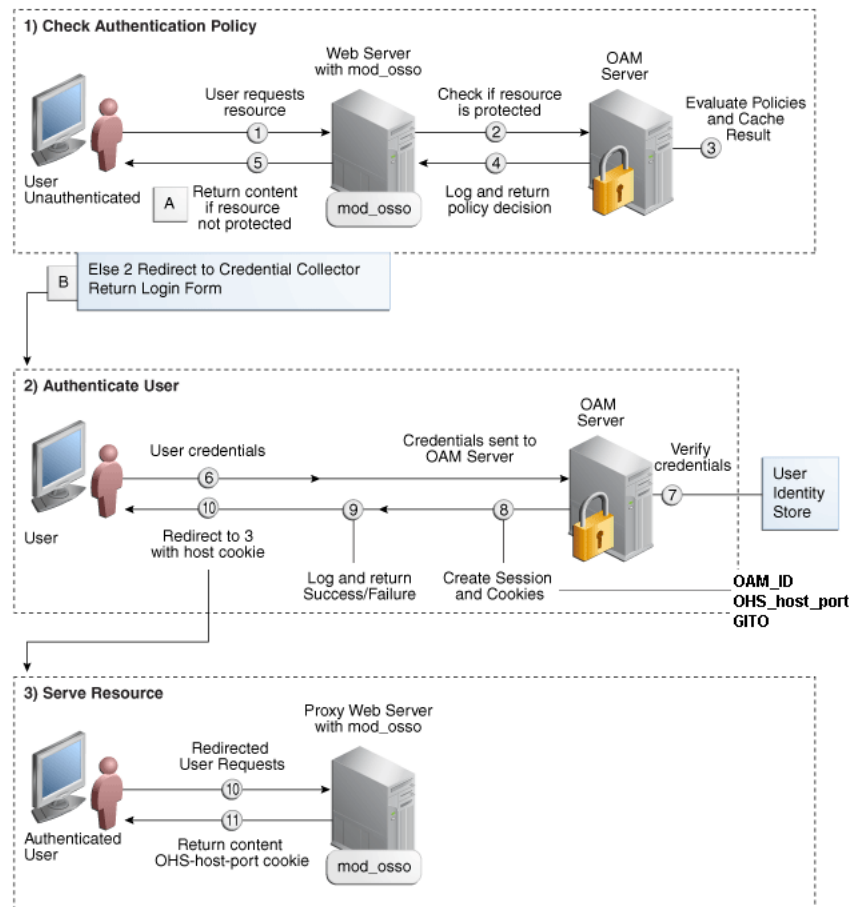 1) Check Authentication Policy
Web Server
with mod_osso
OAM
Server
User requests
resource
Check if resource
is protected
Evaluate Policies
and Cache
Result
1
2
3
5
4
User
Unauthenticated
A
Return content
if resource
not protected
mod_osso
Log and return
policy decision
B
Else 2 Redirect to Credential Collector
Return Login Form
2) Authenticate User
OAM
Server
User credentials
Credentials sent to
OAM Server
Verify
credentials
6
7
User
Identity
Store
10
9
8
User
Redirect to 3
with host cookie
Log and return
Success/Failure
Create Session
and Cookies
OAM_ID
OHS_host_port
GITO
3) Serve Resource
Proxy Web Server
with mod_osso
Redirected
User Requests
10
11
Authenticated
User
Return content
OHS-host-port cookie
mod_osso